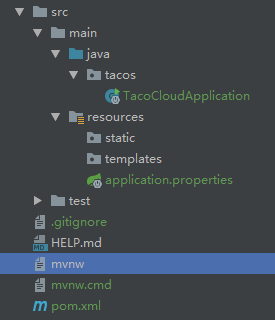 src
main
java
tacos
TacoCloudApplication
resources
static
templates
application.properties
test
.gitignore
HELP.md
mvnw
mvnw.cmd
pom.xml